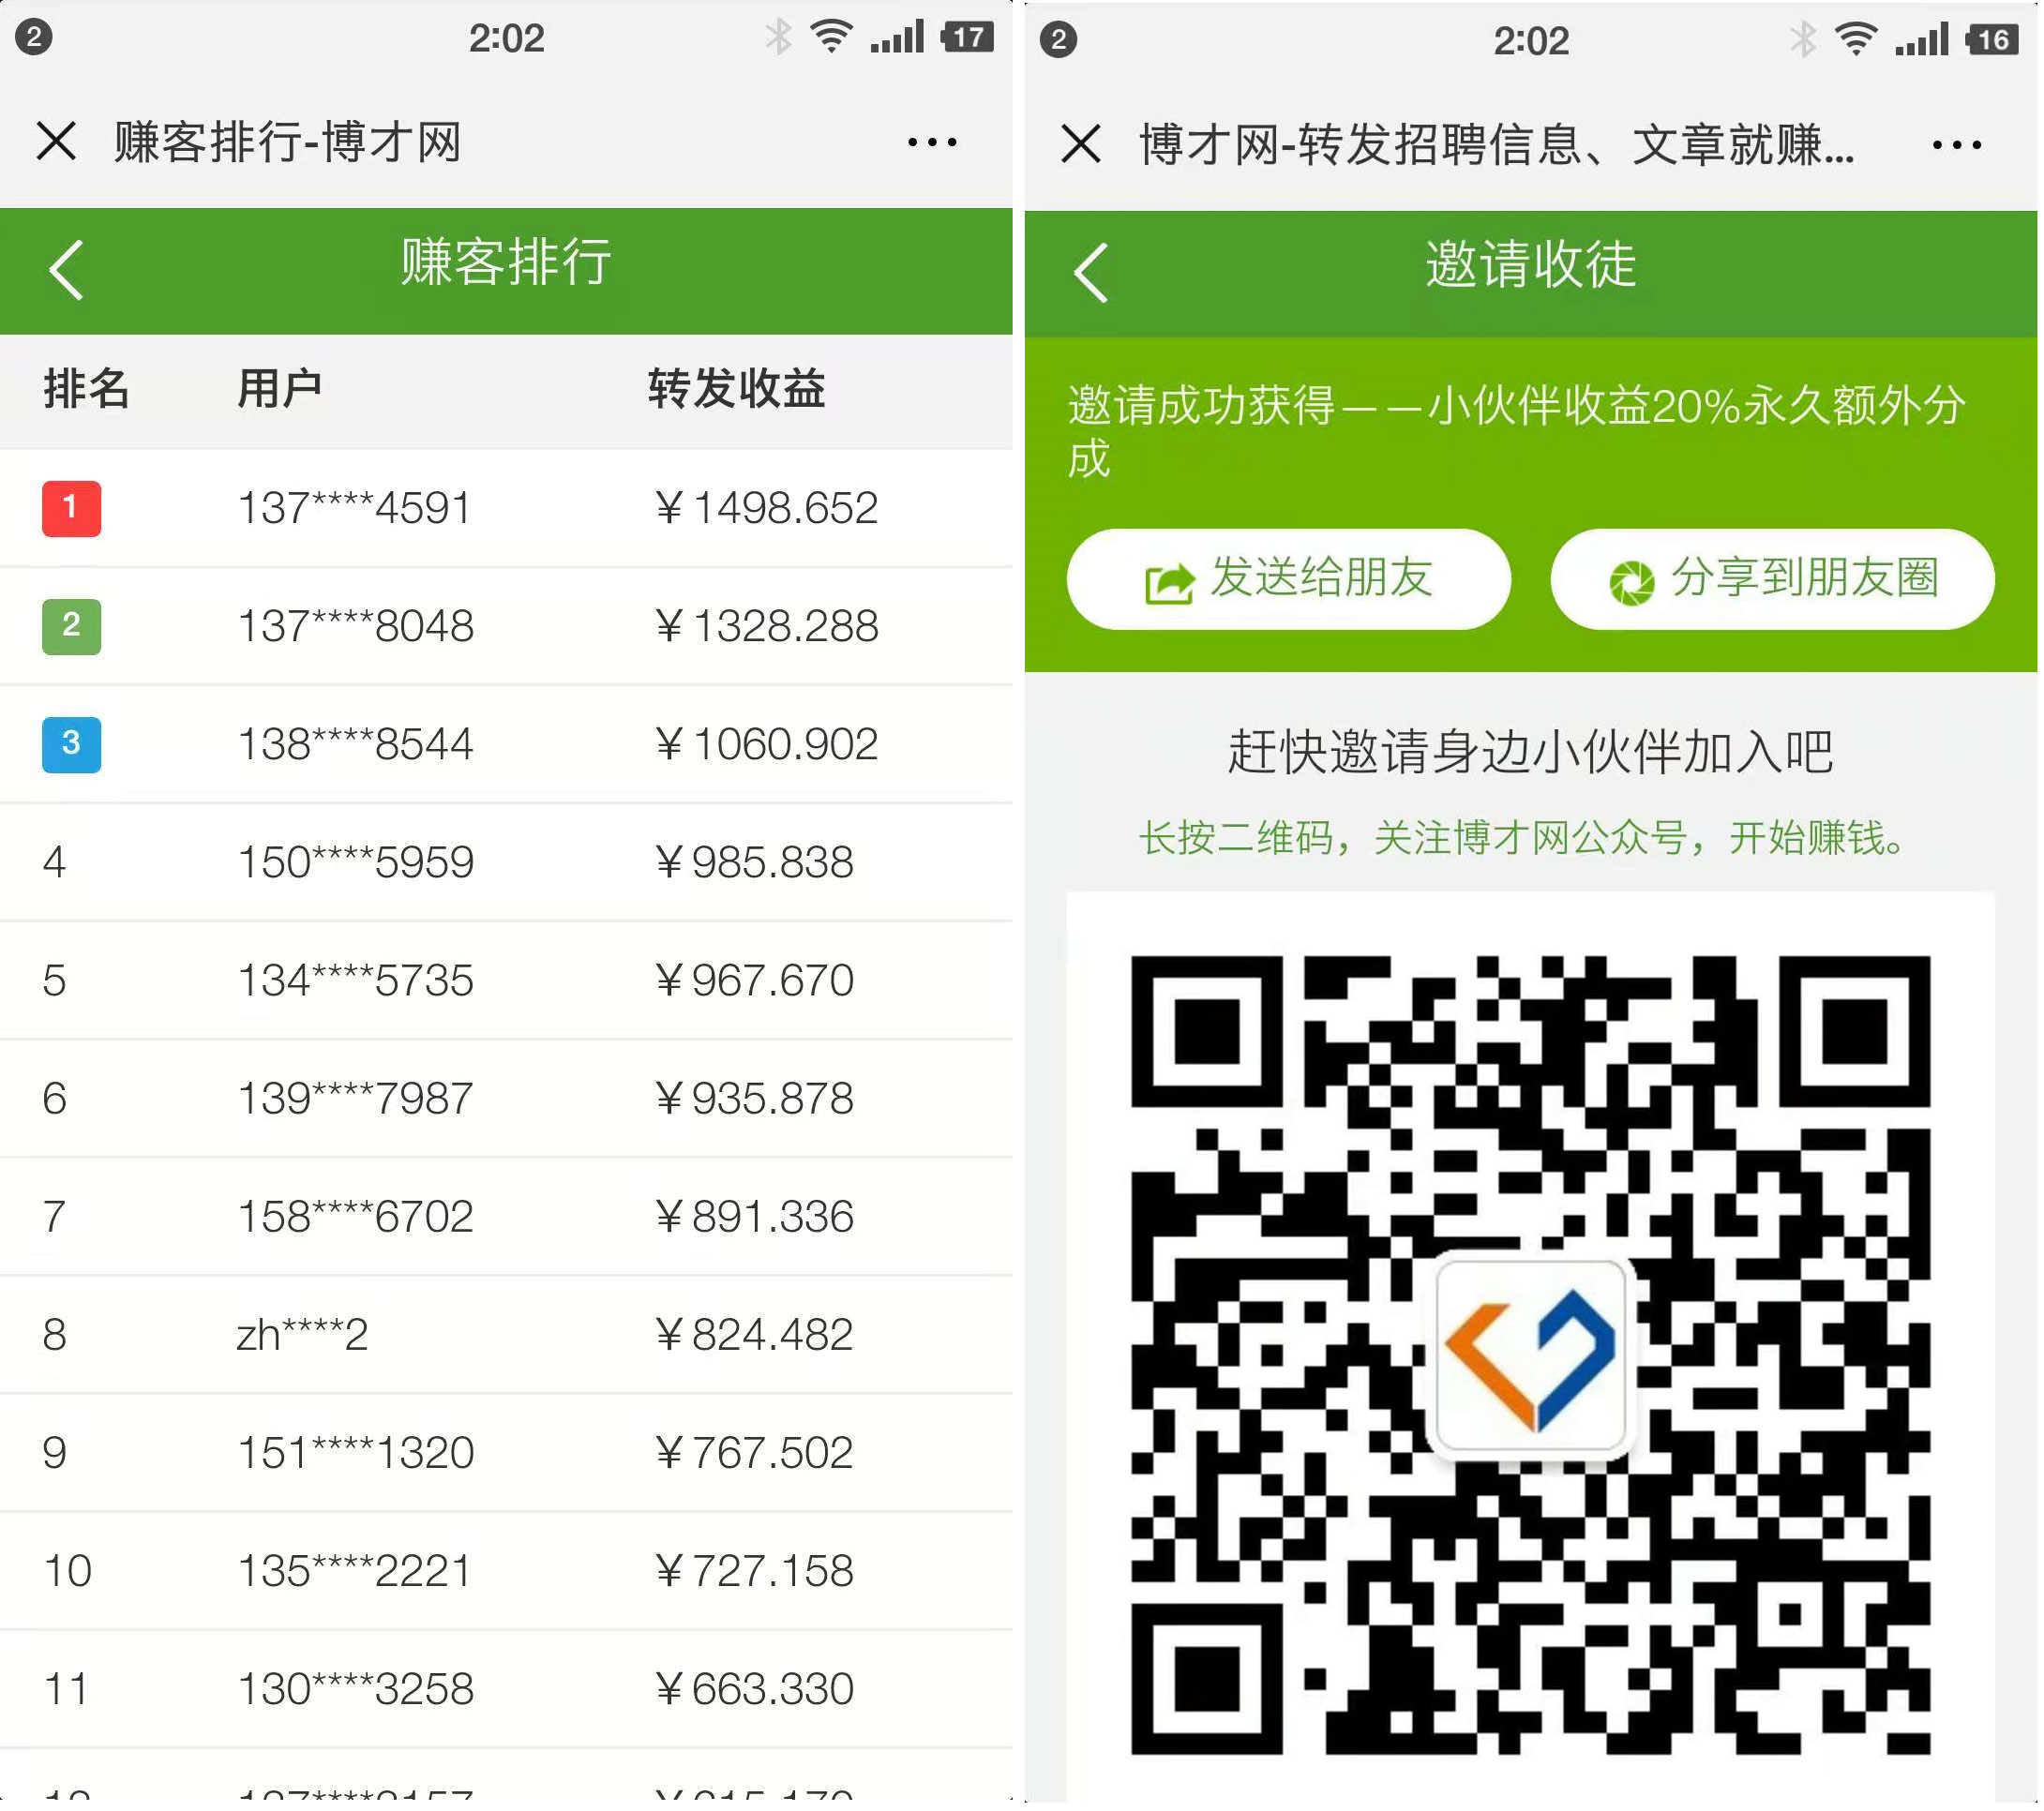 2
2:02
17
赚客排行-博才网
赚客排行
排名 用户 转发收益
1 137****4591 ￥1498.652
2 137****8048 ￥1328.288
3 138****8544 ￥1060.902
4 150****5959 ￥985.838
5 134****5735 ￥967.670
6 139****7987 ￥935.878
7 158****6702 ￥891.336
8 zh****2 ￥824.482
9 151****1320 ￥767.502
10 135****2221 ￥727.158
11 130****3258 ￥663.330
2
2:02
16
博才网-转发招聘信息、文章就赚...
邀请收徒
邀请成功获得——小伙伴收益20%永久额外分
成
发送给朋友 分享到朋友圈
赶快邀请身边小伙伴加入吧
长按二维码，关注博才网公众号，开始赚钱。